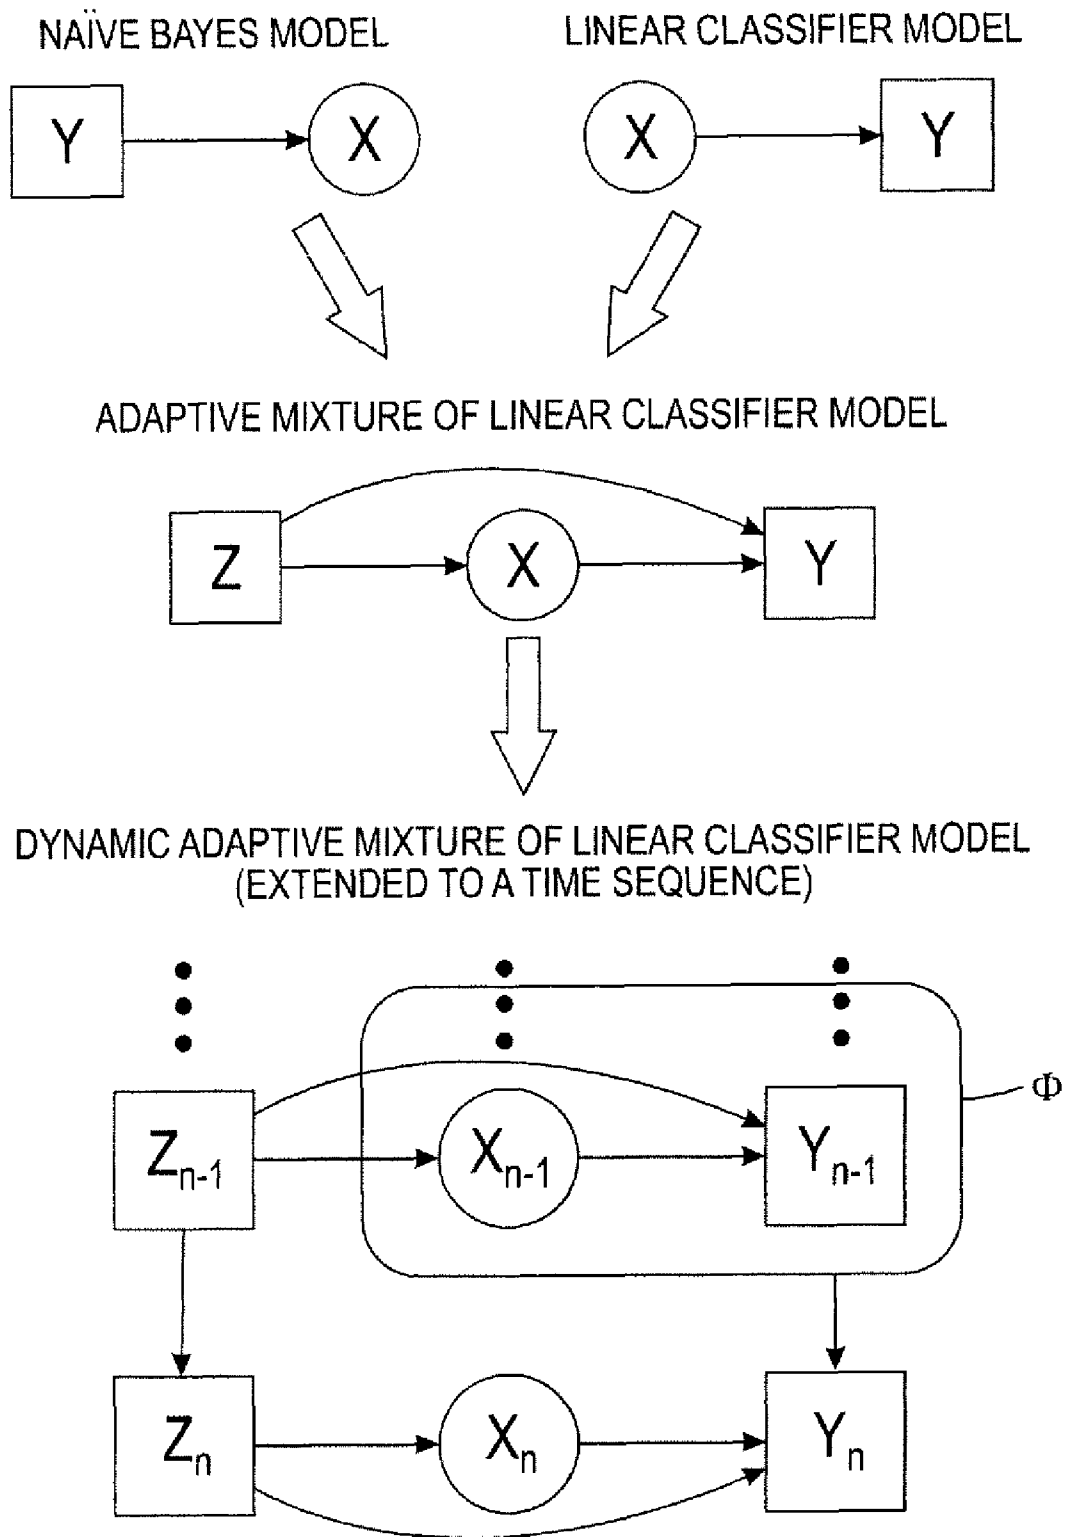 NAÏVE BAYES MODEL
LINEAR CLASSIFIER MODEL
Y
X
X
Y
ADAPTIVE MIXTURE OF LINEAR CLASSIFIER MODEL
Z
X
Y
DYNAMIC ADAPTIVE MIXTURE OF LINEAR CLASSIFIER MODEL
(EXTENDED TO A TIME SEQUENCE)
Φ
Zn-1
Xn-1
Yn-1
Zn
Xn
Yn